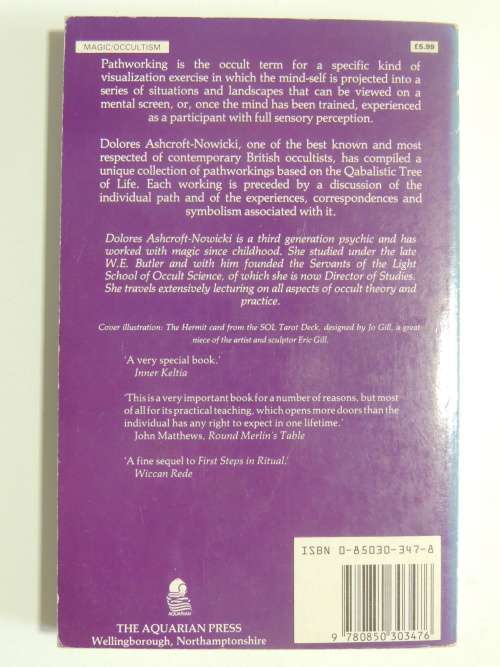 MAGIC/OCCULTISM
£5.99
Pathworking is the occult term for a specific kind of
visualization exercise in which the mind-self is projected into a
series of situations and landscapes that can be viewed on a
mental screen, or, once the mind has been trained, experienced
as a participant with full sensory perception.
Dolores Ashcroft-Nowicki, one of the best known and most
respected of contemporary British occultists, has compiled a
unique collection of pathworkings based on the Qabalistic Tree
of Life. Each working is preceded by a discussion of the
individual path and of the experiences, correspondences and
symbolism associated with it.
Dolores Ashcroft-Nowicki is a third generation psychic and has
worked with magic since childhood. She studied under the late
W.E. Butler and with him founded the Servants of the Light
School of Occult Science, of which she is now Director of Studies.
She travels extensively lecturing on all aspects of occult theory and
practice.
Cover illustration: The Hermit card from the SOL Tarot Deck, designed by Jo Gill, a great
niece of the artist and sculptor Eric Gill.
'A very special book.'
Inner Keltia
'This is a very important book for a number of reasons, but most
of all for its practical teaching, which opens more doors than the
individual has any right to expect in one lifetime.'
John Matthews, Round Merlin's Table
'A fine sequel to First Steps in Ritual.'
Wiccan Rede
ISBN 0-85030-347-8
9 780850 303476
AQUARIAN
THE AQUARIAN PRESS
Wellingborough, Northamptonshire